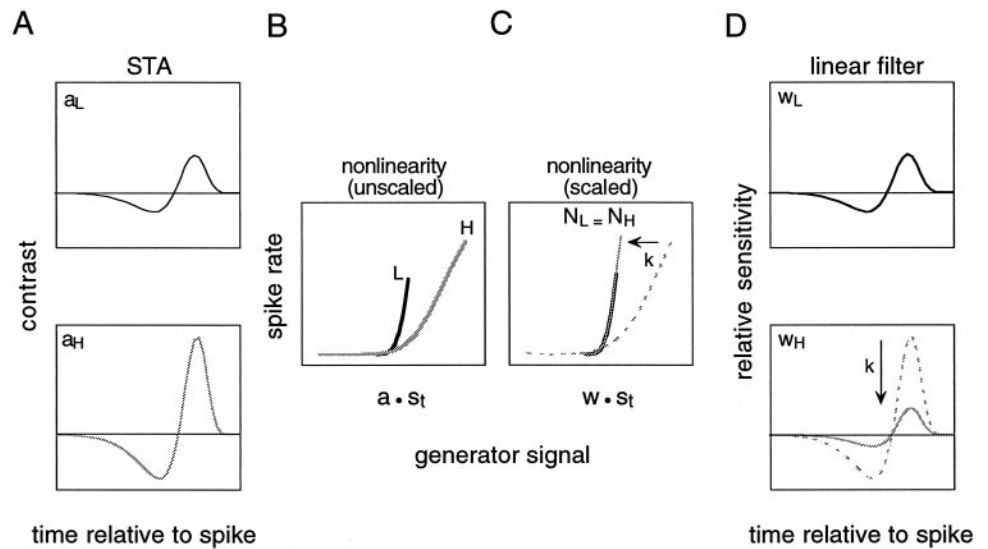 A
B
C
D
STA
linear filter
aL
wL
nonlinearity
(unscaled)
nonlinearity
(scaled)
NL = NH
H
L
k
contrast
spike rate
relative sensitivity
aH
wH
k
a • st
w • st
generator signal
time relative to spike
time relative to spike